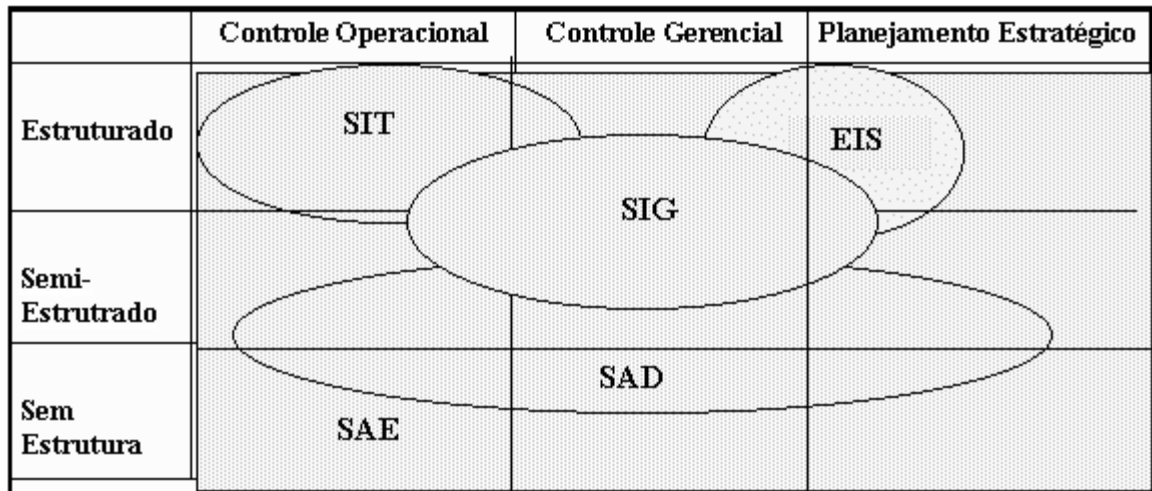 Controle Operacional Controle Gerencial Planejamento Estratégico
Estruturado
SIT
EIS
SIG
Semi-
Estrutrado
SAD
Sem
Estrutura
SAE